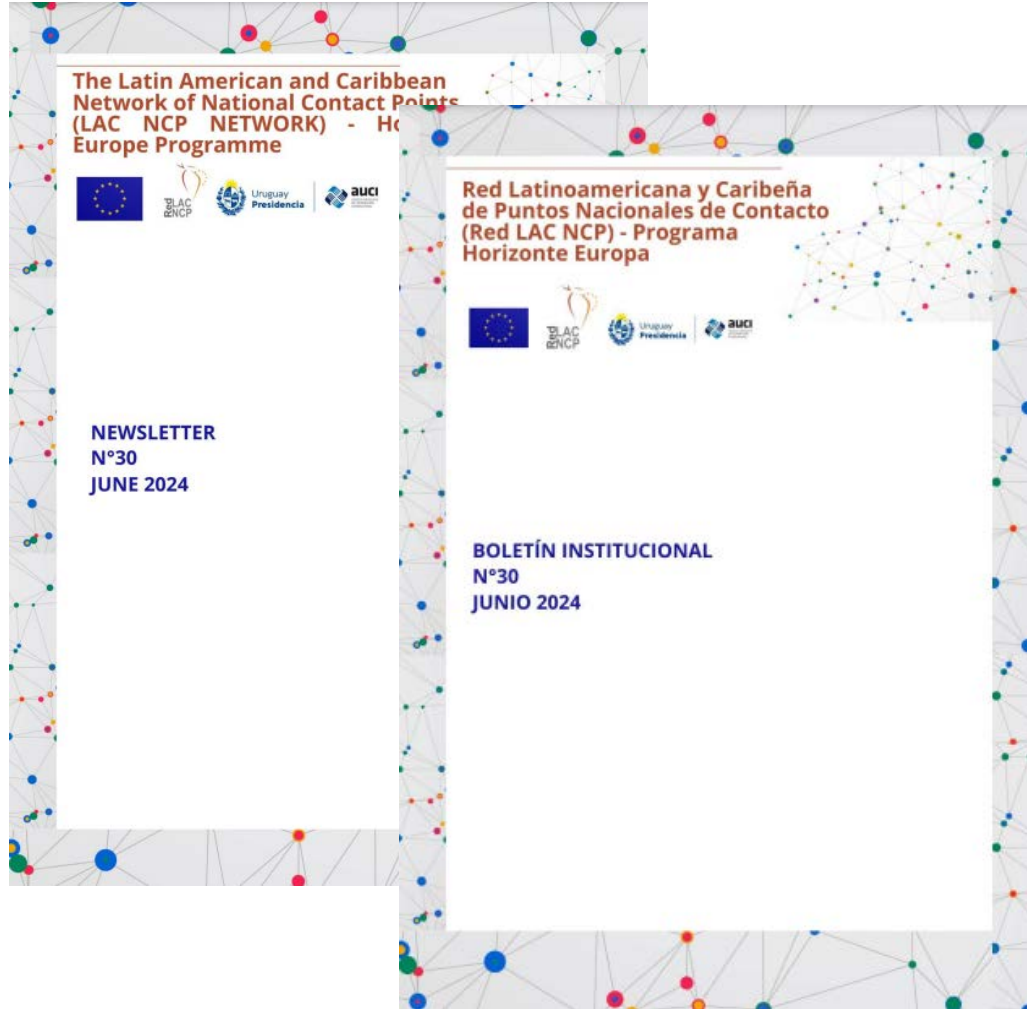 The Latin American and Caribbean
Network of National Contact Points
(LAC NCP NETWORK) - Ho
Europe Programme
Red LAC
NCP
Uruguay
Presidencia
auci
NEWSLETTER
N°30
JUNE 2024
Red Latinoamericana y Caribeña
de Puntos Nacionales de Contacto
(Red LAC NCP) - Programa
Horizonte Europa
Red LAC
NCP
Uruguay
Presidencia
auci
BOLETÍN INSTITUCIONAL
N°30
JUNIO 2024